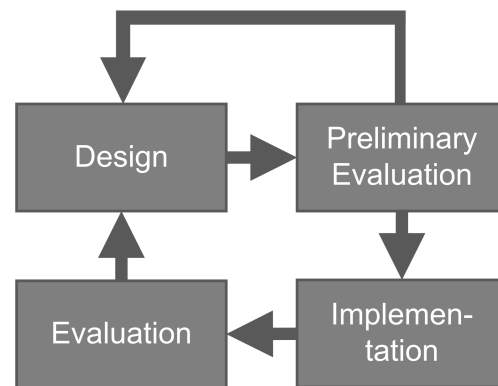 Design
Preliminary
Evaluation
Evaluation
Implemen-
tation